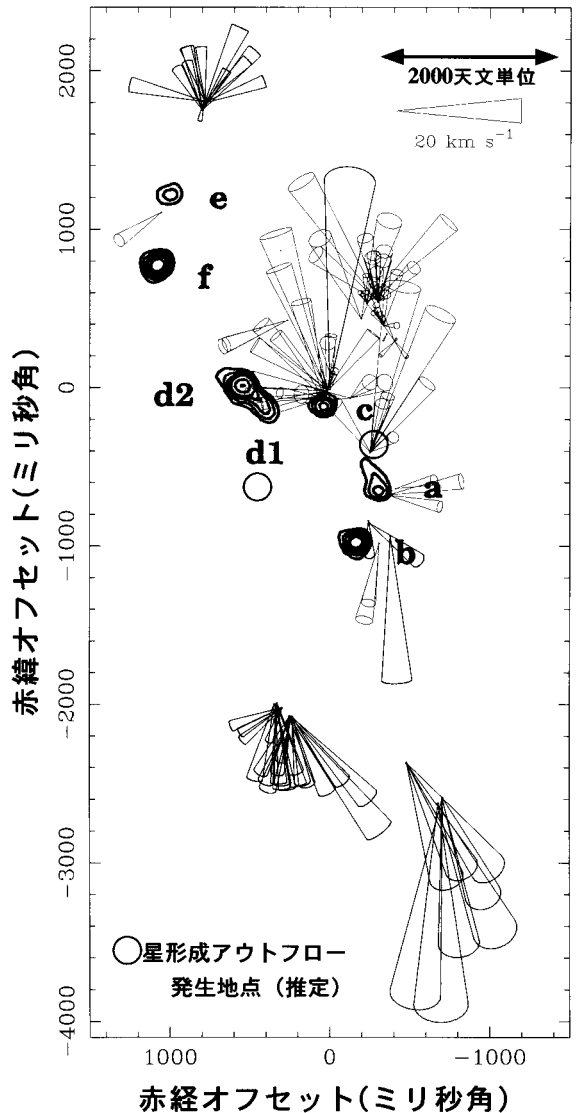 2000
2000天文単位
20 km s⁻¹
e
1000
f
0
d2
c
d1
a
b
-1000
-2000
-3000
-4000
星形成アウトフロー
発生地点（推定）
1000
0
-1000
赤緯オフセット(ミリ秒角)
赤経オフセット(ミリ秒角)